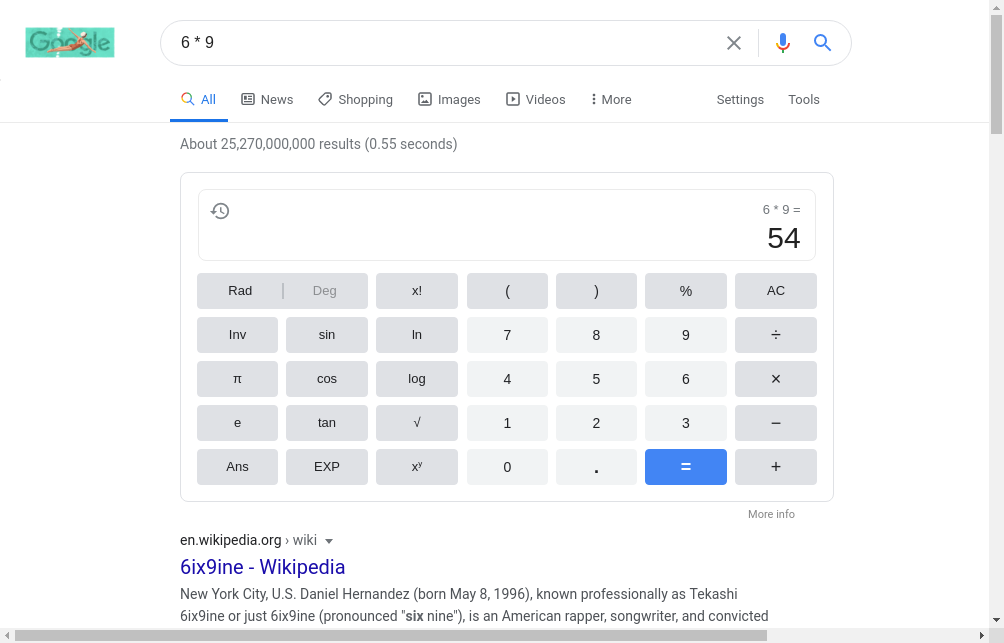 Google
6 * 9
All News Shopping Images Videos More Settings Tools
About 25,270,000,000 results (0.55 seconds)
6 * 9 =
54
Rad Deg x! ( ) % AC
Inv sin ln 7 8 9 ÷
π cos log 4 5 6 ×
e tan √ 1 2 3 −
Ans EXP xʸ 0 . = +
More info
en.wikipedia.org › wiki
6ix9ine - Wikipedia
New York City, U.S. Daniel Hernandez (born May 8, 1996), known professionally as Tekashi
6ix9ine or just 6ix9ine (pronounced "six nine"), is an American rapper, songwriter, and convicted